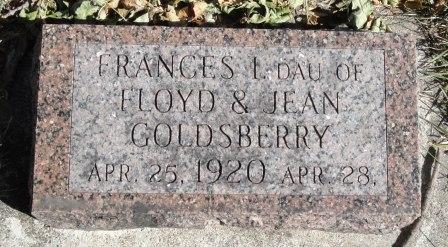 FRANCES I. DAU OF
FLOYD & JEAN
GOLDSBERRY
APR. 25, 1920 APR. 28,